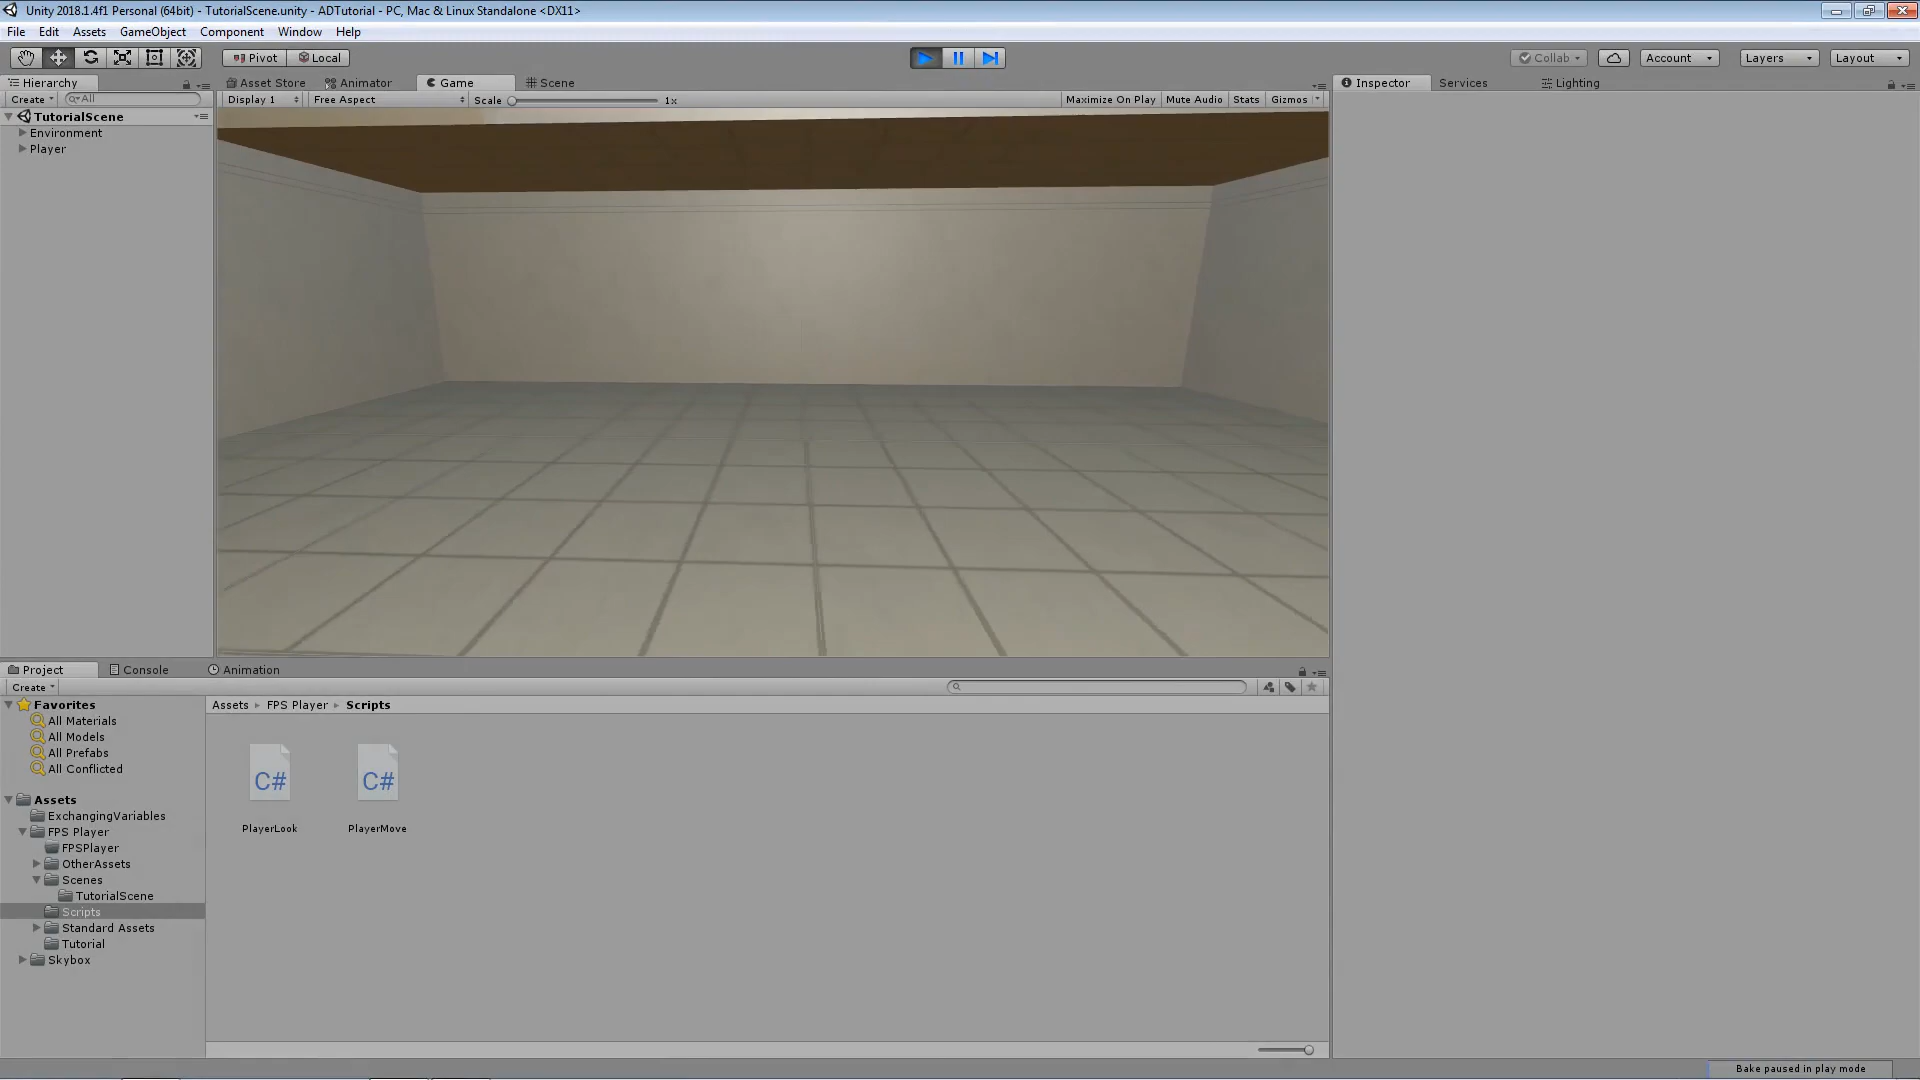 Unity 2018.1.4f1 Personal (64bit) - TutorialScene.unity - ADTutorial - PC, Mac & Linux Standalone <DX11>
File Edit Assets GameObject Component Window Help
Pivot Local Collab Account Layers Layout
Hierarchy Asset Store Animator Game Scene Inspector Services Lighting
Create All Display 1 Free Aspect Scale 1x Maximize On Play Mute Audio Stats Gizmos
TutorialScene
Environment
Player
Project Console Animation
Create
Favorites
All Materials
All Models
All Prefabs
All Conflicted
Assets
ExchangingVariables
FPS Player
FPSPlayer
OtherAssets
Scenes
TutorialScene
Scripts
Standard Assets
Tutorial
Skybox
Assets FPS Player Scripts
C# C#
PlayerLook PlayerMove
Bake paused in play mode